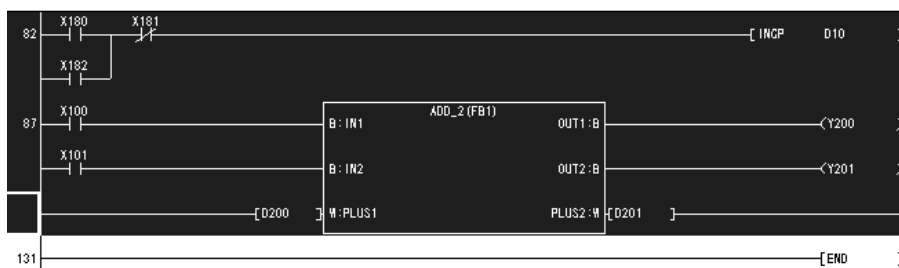 X180 X181
82 INCP D10
X182
X100 ADD_2(FB1)
87 B:IN1 OUT1:B Y200
X101
B:IN2 OUT2:B Y201
D200 W:PLUS1 PLUS2:W D201
131 END